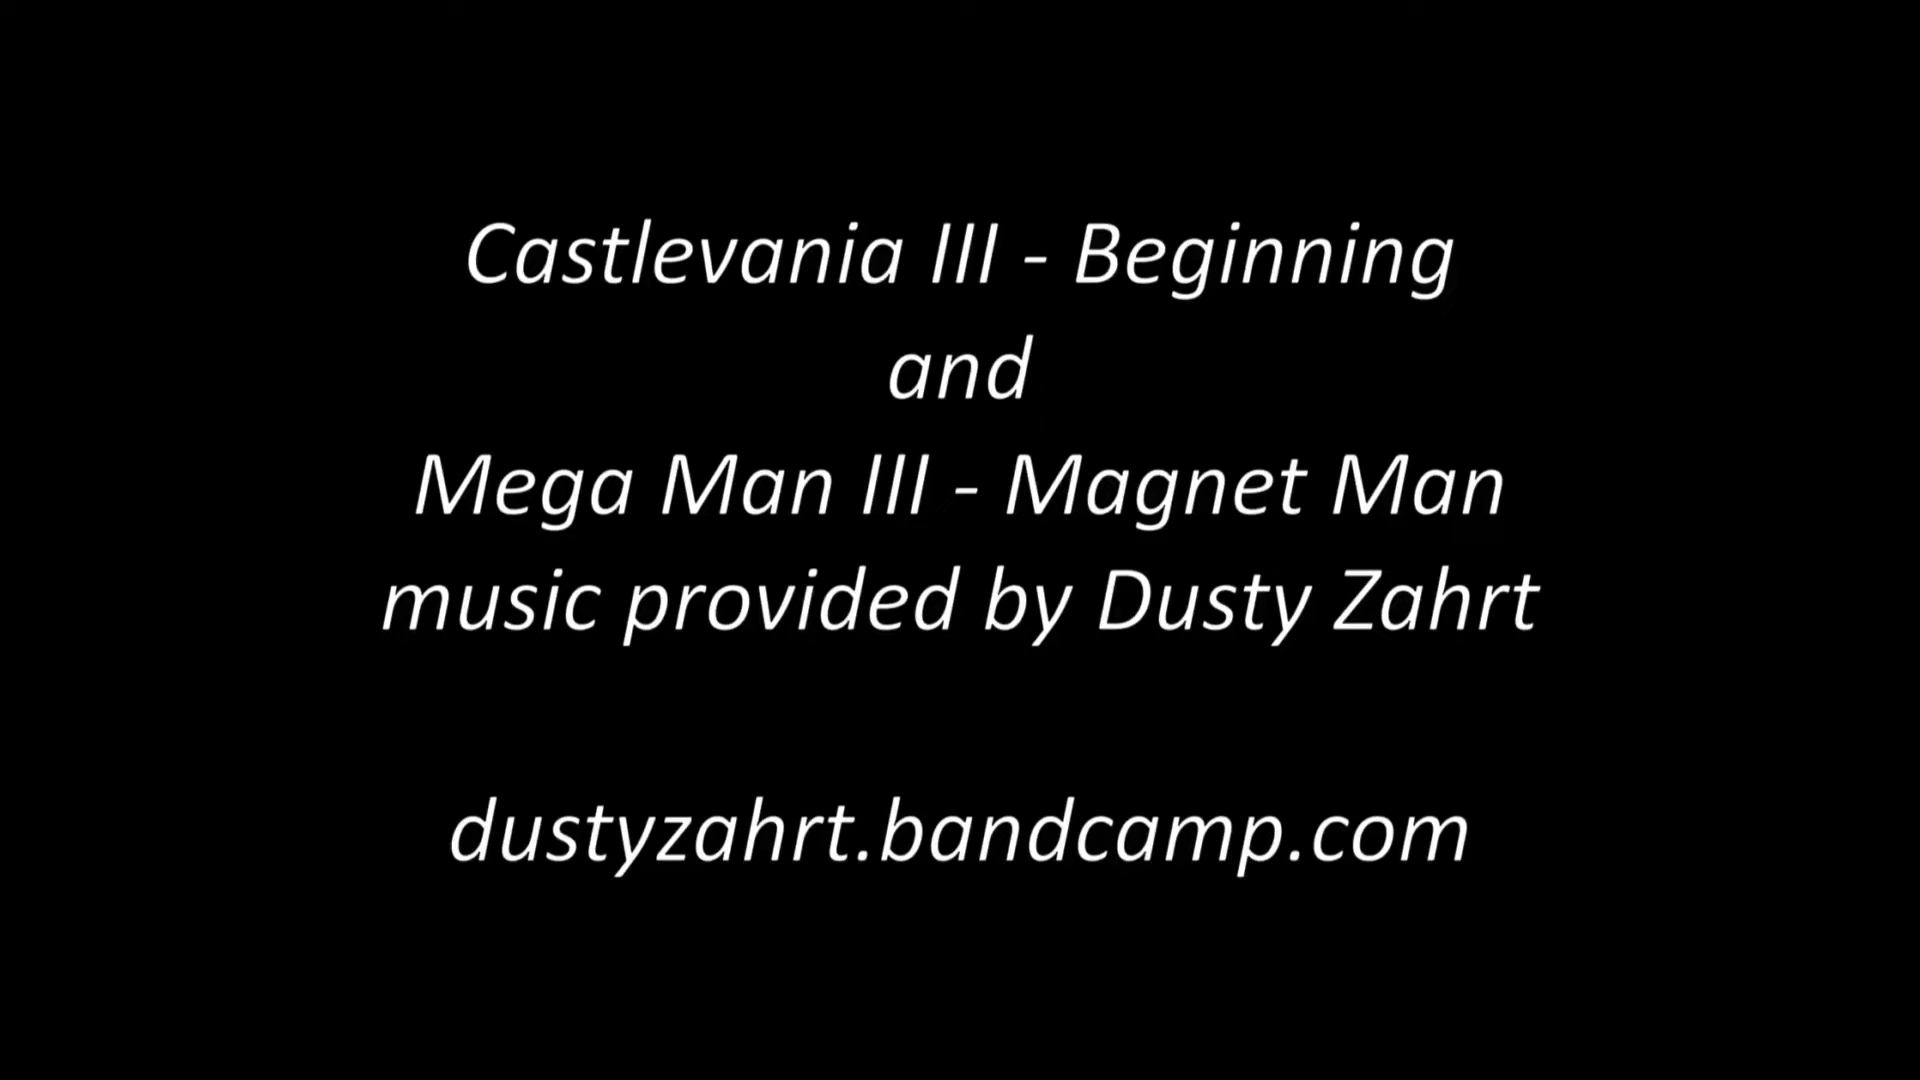 Castlevania III - Beginning
and
Mega Man III - Magnet Man
music provided by Dusty Zahrt
dustyzahrt.bandcamp.com